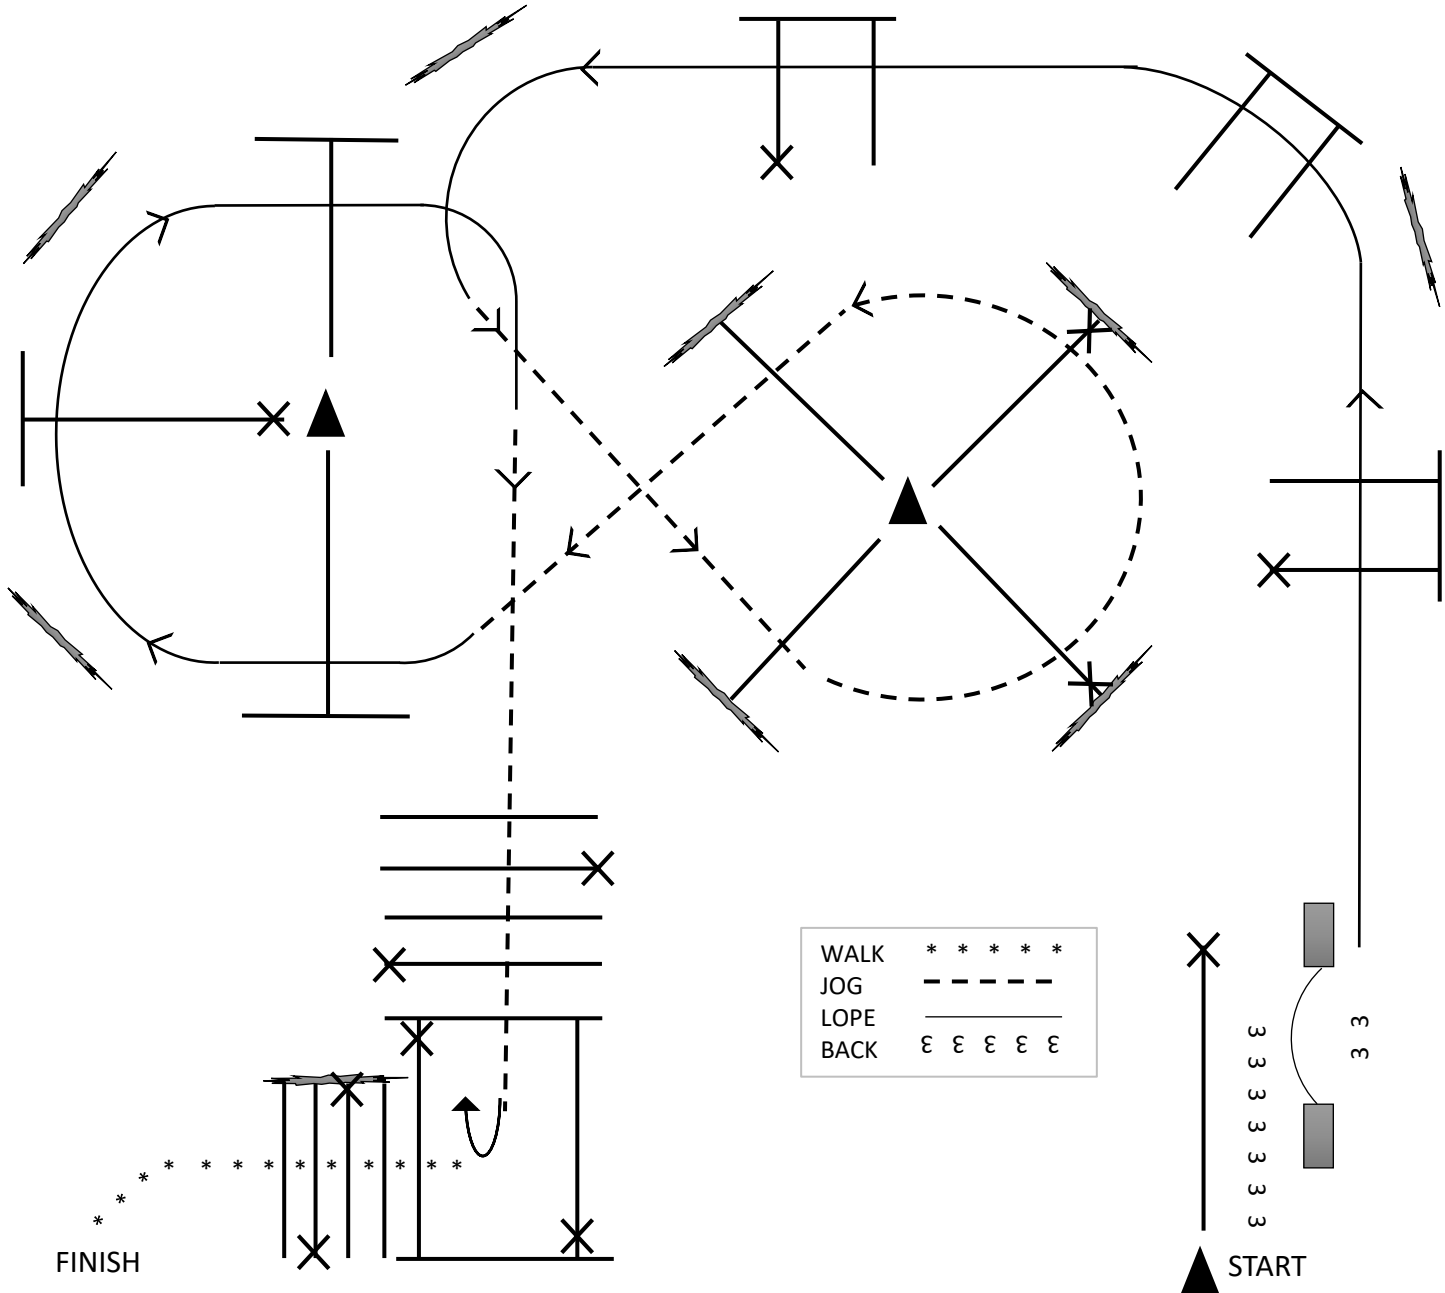 WALK * * * * *
JOG
LOPE
BACK Ɛ Ɛ Ɛ Ɛ Ɛ
FINISH
START